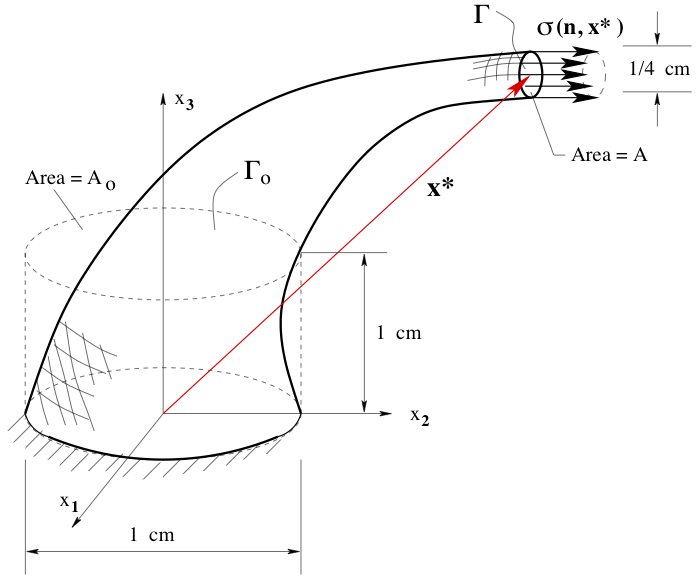 Γ
σ(n, x*)
1/4 cm
x3
Area = A
Area = Ao
Γo
x*
1 cm
x2
x1
1 cm